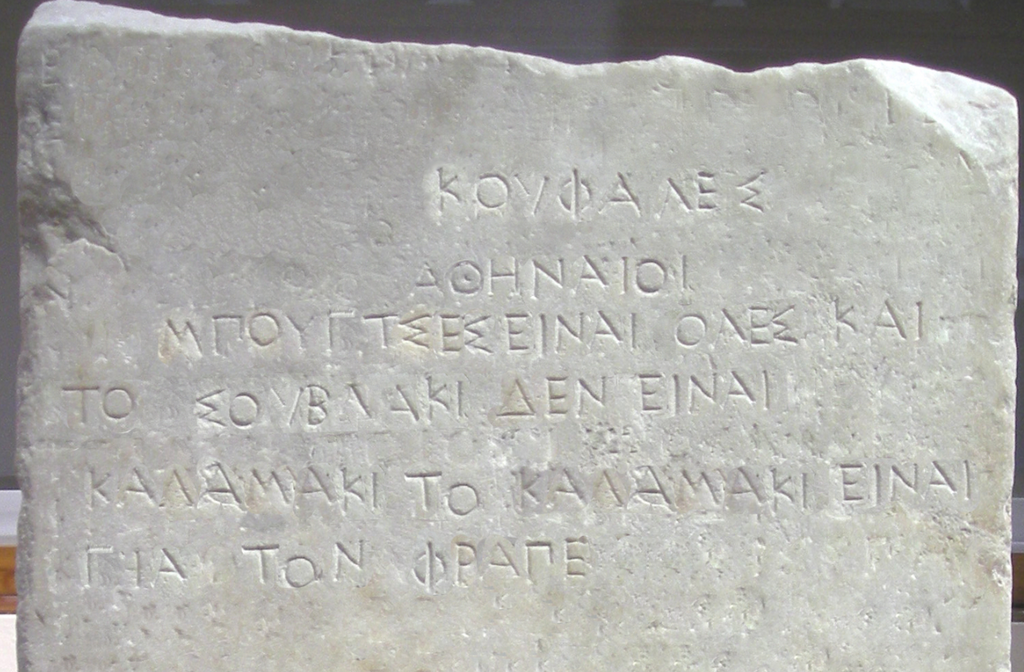 ΚΟΥΦΑΛΕΣ
ΑΘΗΝΑΙΟΙ
ΜΠΟΥΓΤΣΕΣ ΕΙΝΑΙ ΟΛΕΣ ΚΑΙ
ΤΟ ΣΟΥΒΛΑΚΙ ΔΕΝ ΕΙΝΑΙ
ΚΑΛΑΜΑΚΙ ΤΟ ΚΑΛΑΜΑΚΙ ΕΙΝΑΙ
ΓΙΑ ΤΟΝ ΦΡΑΠΕ